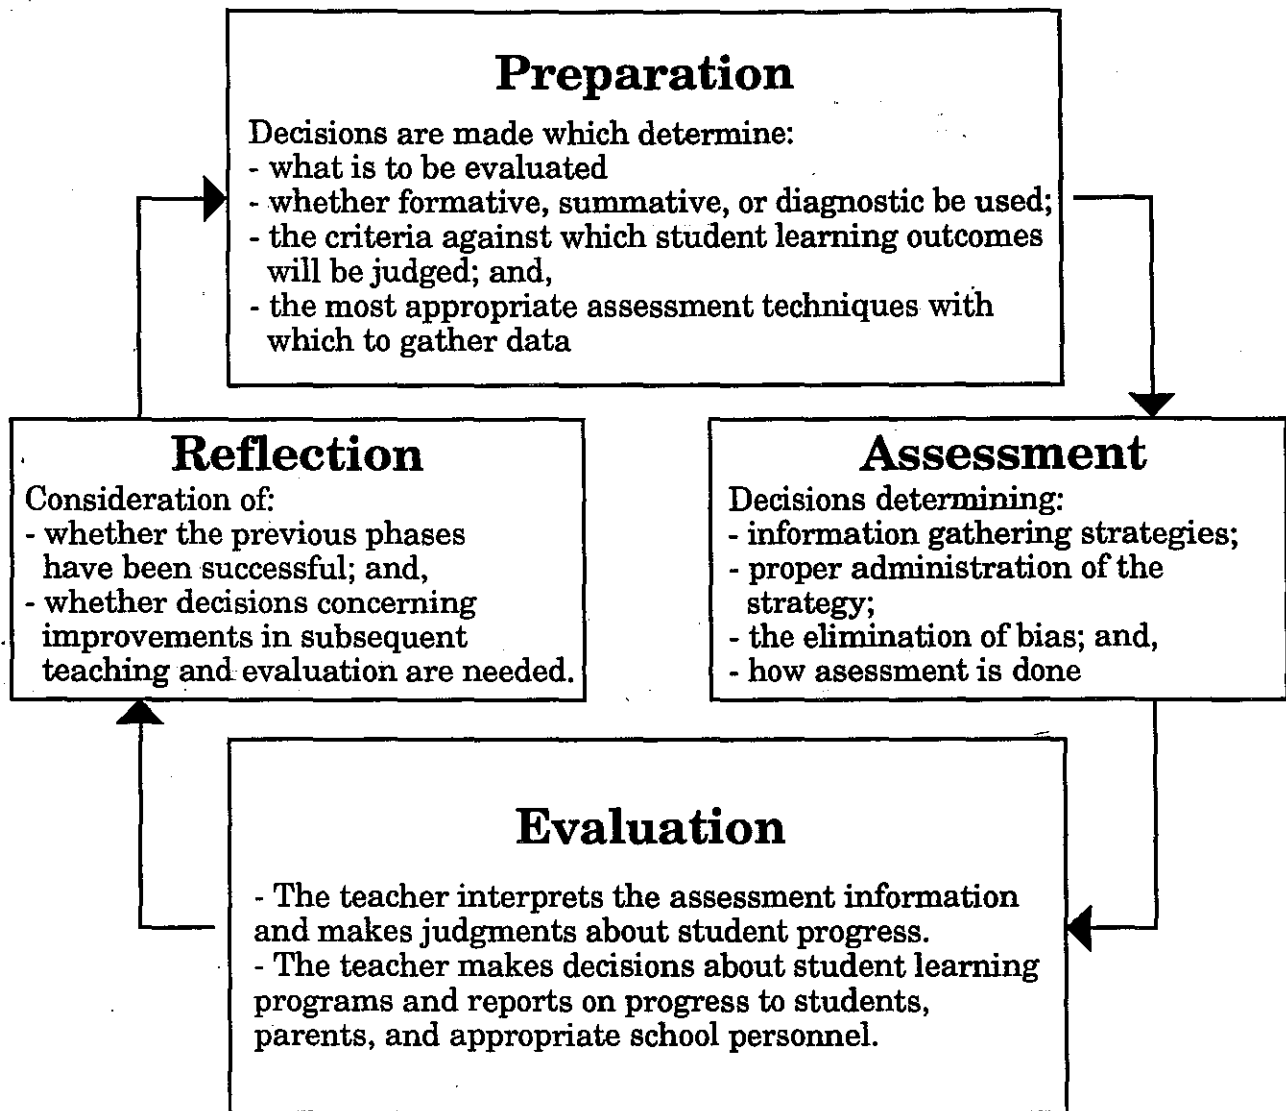 Preparation
Decisions are made which determine:
- what is to be evaluated
- whether formative, summative, or diagnostic be used;
- the criteria against which student learning outcomes
will be judged; and,
- the most appropriate assessment techniques with
which to gather data
Reflection
Consideration of:
- whether the previous phases
have been successful; and,
- whether decisions concerning
improvements in subsequent
teaching and evaluation are needed.
Assessment
Decisions determining:
- information gathering strategies;
- proper administration of the
strategy;
- the elimination of bias; and,
- how asessment is done
Evaluation
- The teacher interprets the assessment information
and makes judgments about student progress.
- The teacher makes decisions about student learning
programs and reports on progress to students,
parents, and appropriate school personnel.